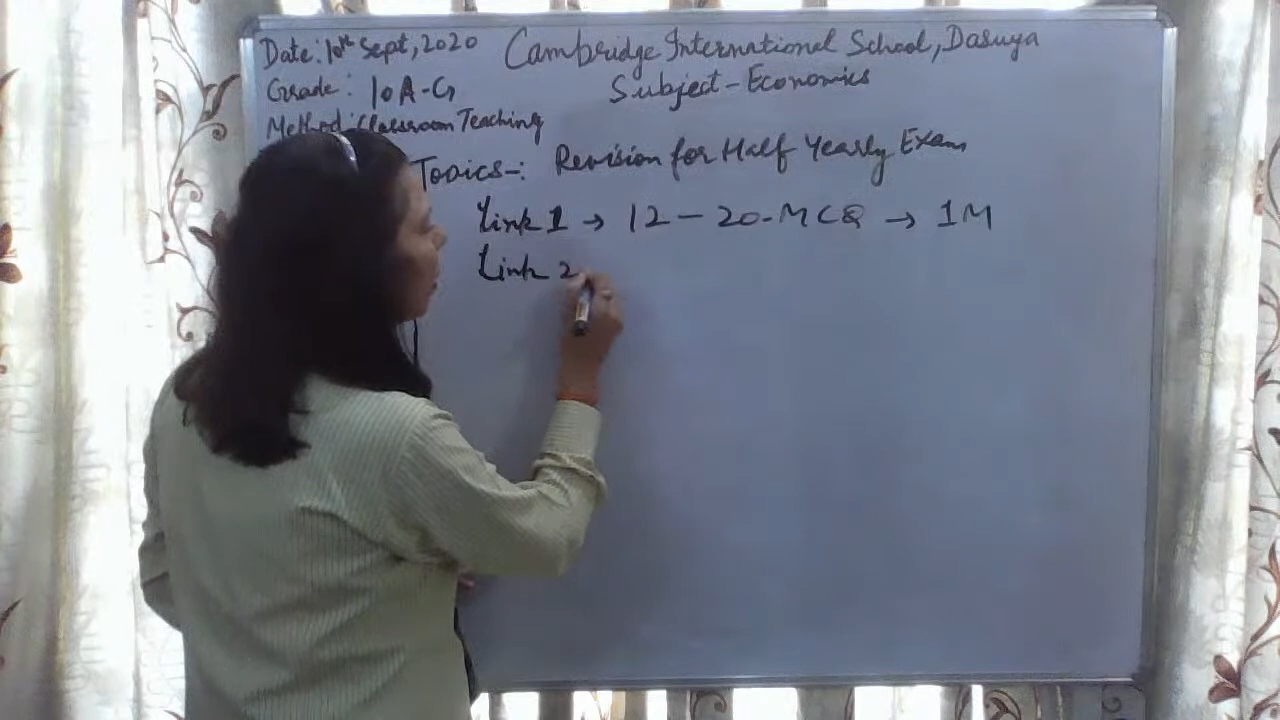 Date: 10th Sept, 2020
Cambridge International School, Dasuya
Grade: 10 A-G
Subject - Economics
Method: Classroom Teaching
Topics-: Revision for Half Yearly Exam
Link 1 → 12 - 20 - MCQ → 1M
Link 2